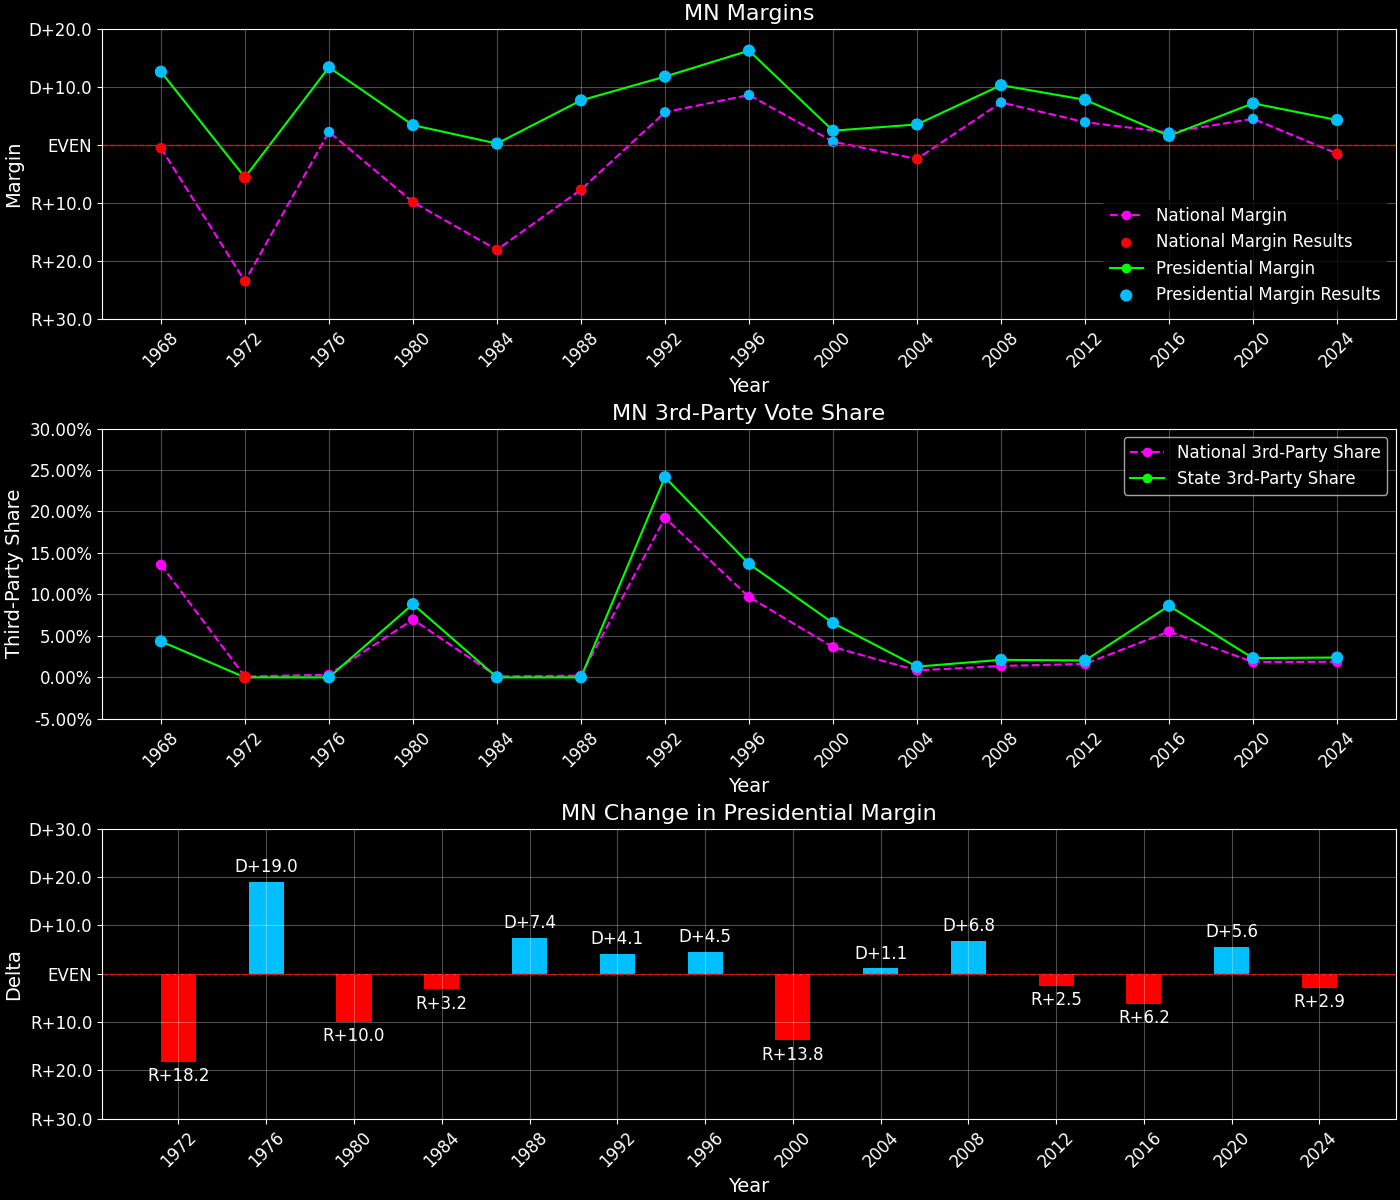 MN Margins
D+20.0
D+10.0
EVEN
R+10.0
R+20.0
R+30.0
Margin
National Margin
National Margin Results
Presidential Margin
Presidential Margin Results
1968 1972 1976 1980 1984 1988 1992 1996 2000 2004 2008 2012 2016 2020 2024
Year
MN 3rd-Party Vote Share
30.00%
25.00%
20.00%
15.00%
10.00%
5.00%
0.00%
-5.00%
Third-Party Share
National 3rd-Party Share
State 3rd-Party Share
1968 1972 1976 1980 1984 1988 1992 1996 2000 2004 2008 2012 2016 2020 2024
Year
MN Change in Presidential Margin
D+30.0
D+20.0
D+10.0
EVEN
R+10.0
R+20.0
R+30.0
Delta
R+18.2
D+19.0
R+10.0
R+3.2
D+7.4
D+4.1
D+4.5
R+13.8
D+1.1
D+6.8
R+2.5
R+6.2
D+5.6
R+2.9
1972 1976 1980 1984 1988 1992 1996 2000 2004 2008 2012 2016 2020 2024
Year